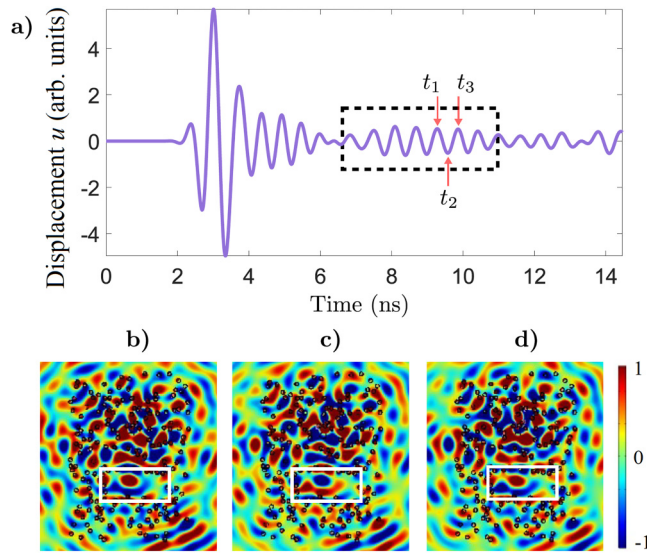 a)
Displacement u (arb. units)
4
2
0
-2
-4
t1
t3
t2
0
2
4
6
8
10
12
14
Time (ns)
b)
c)
d)
1
0
-1